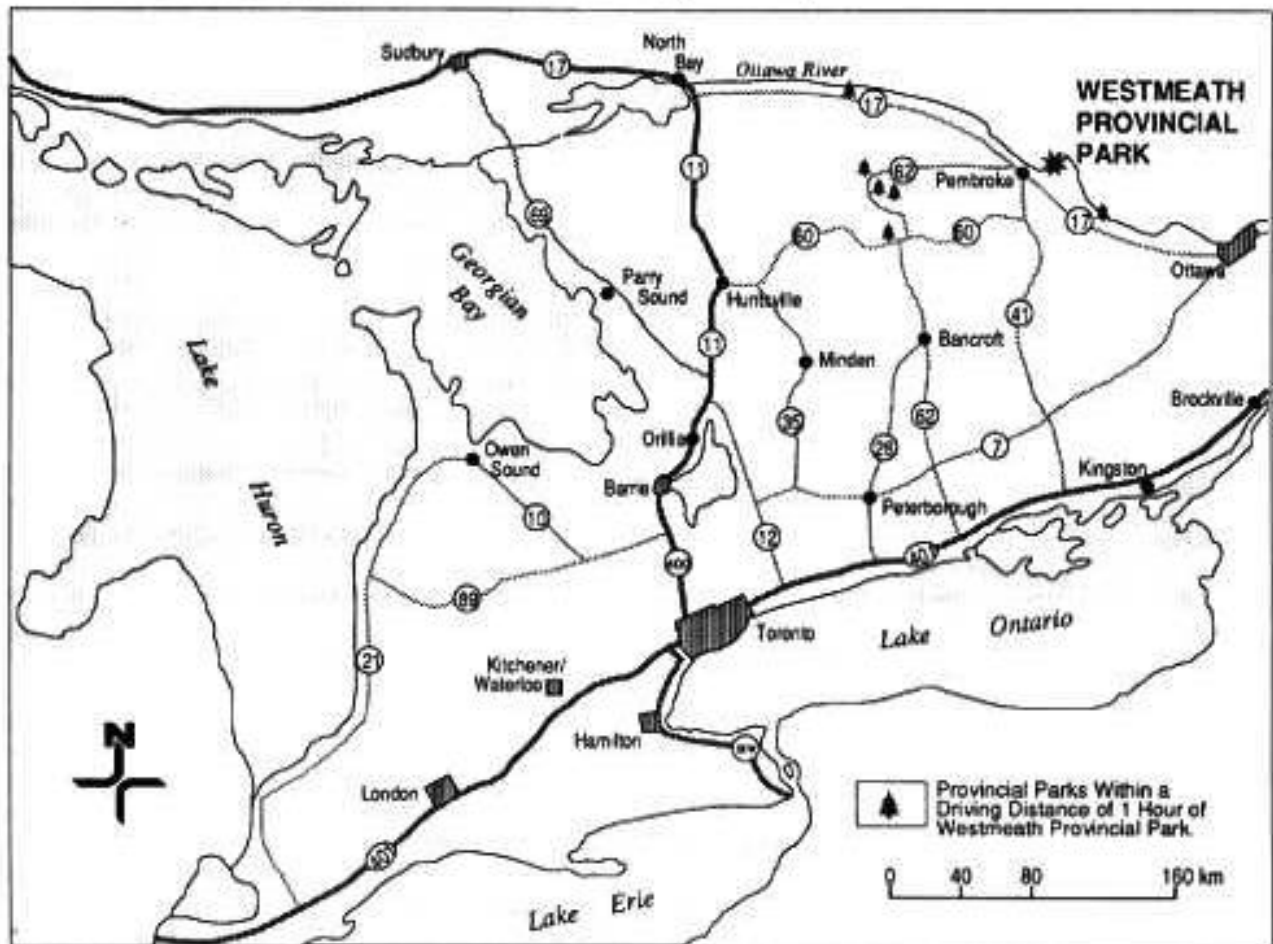 North
Bay
Sudbury
17
Ottawa River
17
WESTMEATH
PROVINCIAL
PARK
11
62
Pembroke
69
60
60
17
Ottawa
Georgian
Bay
Parry
Sound
Huntsville
41
Lake
11
Minden
Bancroft
Brockville
35
62
Orillia
28
7
Owen
Sound
Kingston
Barrie
Huron
10
Peterborough
12
400
89
Toronto
Lake Ontario
21
Kitchener/
Waterloo
N
Hamilton
London
Provincial Parks Within a
Driving Distance of 1 Hour of
Westmeath Provincial Park.
0 40 80 160 km
Lake Erie